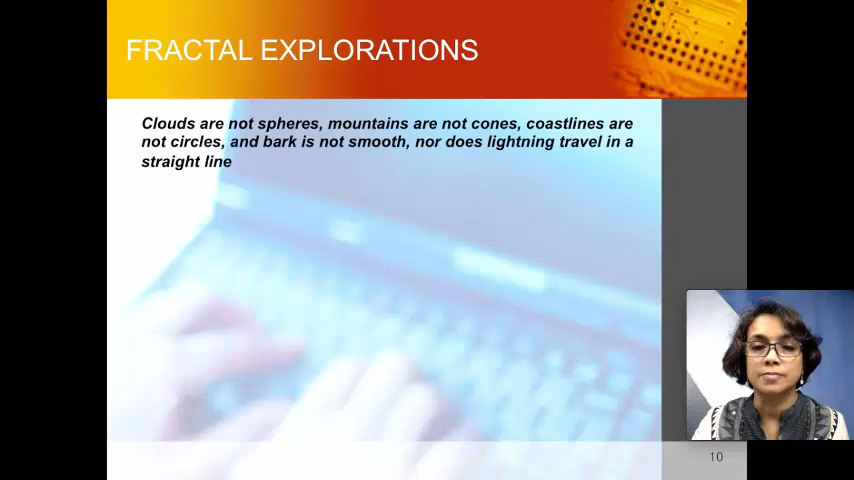 FRACTAL EXPLORATIONS
Clouds are not spheres, mountains are not cones, coastlines are
not circles, and bark is not smooth, nor does lightning travel in a
straight line
10